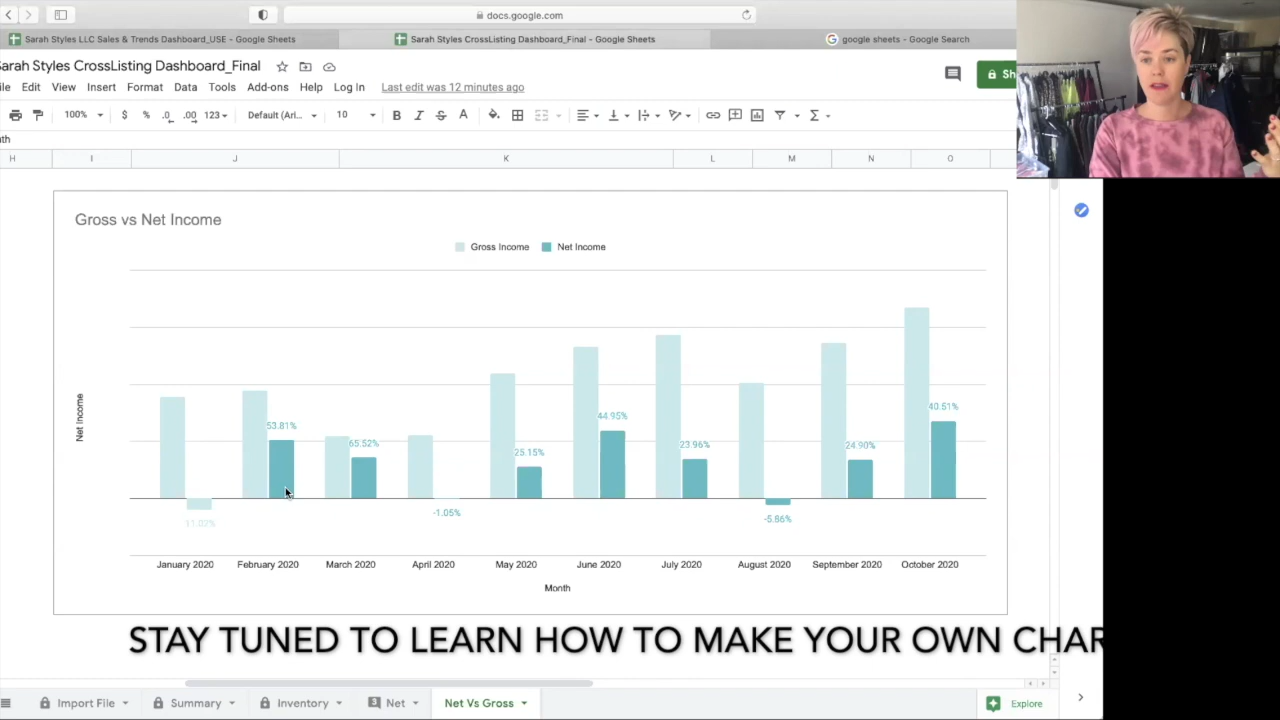 docs.google.com
Sarah Styles LLC Sales & Trends Dashboard_USE - Google Sheets
Sarah Styles CrossListing Dashboard_Final - Google Sheets
google sheets - Google Search
Sarah Styles CrossListing Dashboard_Final
ile Edit View Insert Format Data Tools Add-ons Help Log In Last edit was 12 minutes ago
Sh
100% $ % .0 .00 123 Default (Ari... 10 B I S A
nth
H I J K L M N O
Gross vs Net Income
Gross Income Net Income
40.51%
44.95%
53.81%
65.52%
23.96%
24.90%
25.15%
-1.05%
-5.86%
Net Income
January 2020 February 2020 March 2020 April 2020 May 2020 June 2020 July 2020 August 2020 September 2020 October 2020
Month
STAY TUNED TO LEARN HOW TO MAKE YOUR OWN CHAR
Import File Summary Inventory 3 Net Net Vs Gross Explore